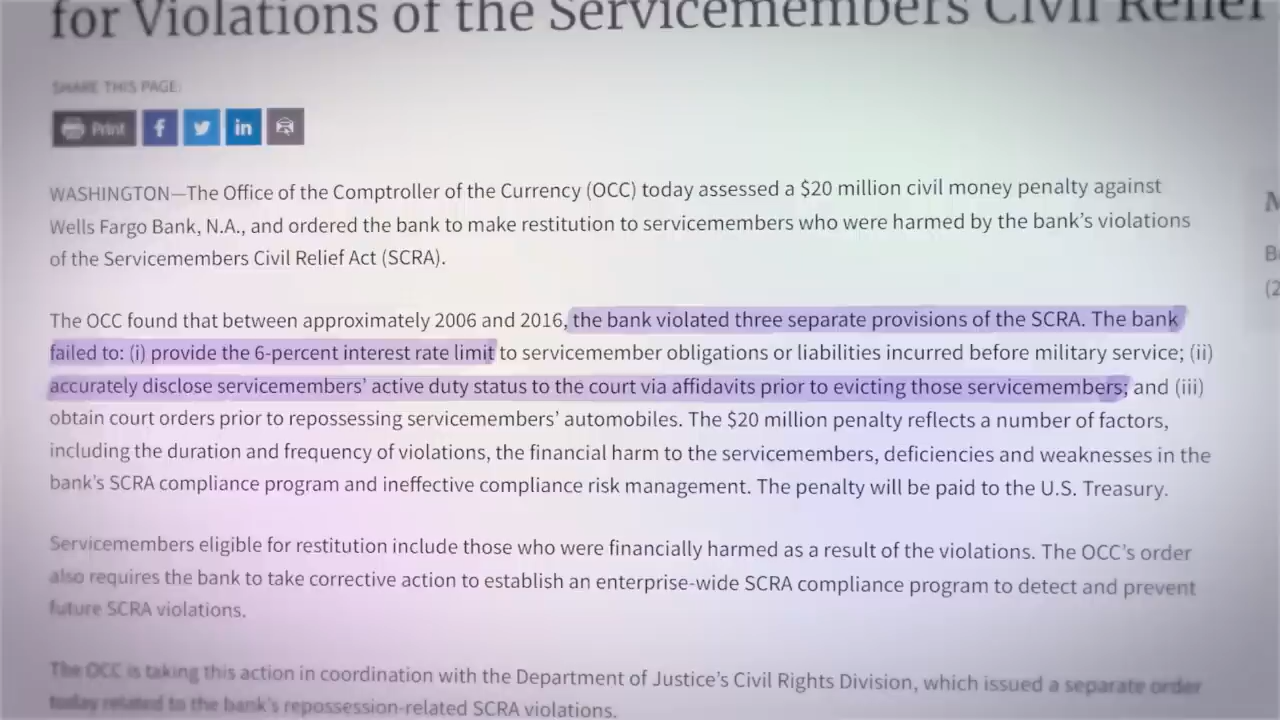 for Violations of the Servicemembers Civil Relief
SHARE THIS PAGE:
Print
WASHINGTON—The Office of the Comptroller of the Currency (OCC) today assessed a $20 million civil money penalty against
Wells Fargo Bank, N.A., and ordered the bank to make restitution to servicemembers who were harmed by the bank's violations
of the Servicemembers Civil Relief Act (SCRA).
The OCC found that between approximately 2006 and 2016, the bank violated three separate provisions of the SCRA. The bank
failed to: (i) provide the 6-percent interest rate limit to servicemember obligations or liabilities incurred before military service; (ii)
accurately disclose servicemembers' active duty status to the court via affidavits prior to evicting those servicemembers; and (iii)
obtain court orders prior to repossessing servicemembers' automobiles. The $20 million penalty reflects a number of factors,
including the duration and frequency of violations, the financial harm to the servicemembers, deficiencies and weaknesses in the
bank's SCRA compliance program and ineffective compliance risk management. The penalty will be paid to the U.S. Treasury.
Servicemembers eligible for restitution include those who were financially harmed as a result of the violations. The OCC's order
also requires the bank to take corrective action to establish an enterprise-wide SCRA compliance program to detect and prevent
future SCRA violations.
The OCC is taking this action in coordination with the Department of Justice's Civil Rights Division, which issued a separate order
today related to the bank's repossession-related SCRA violations.